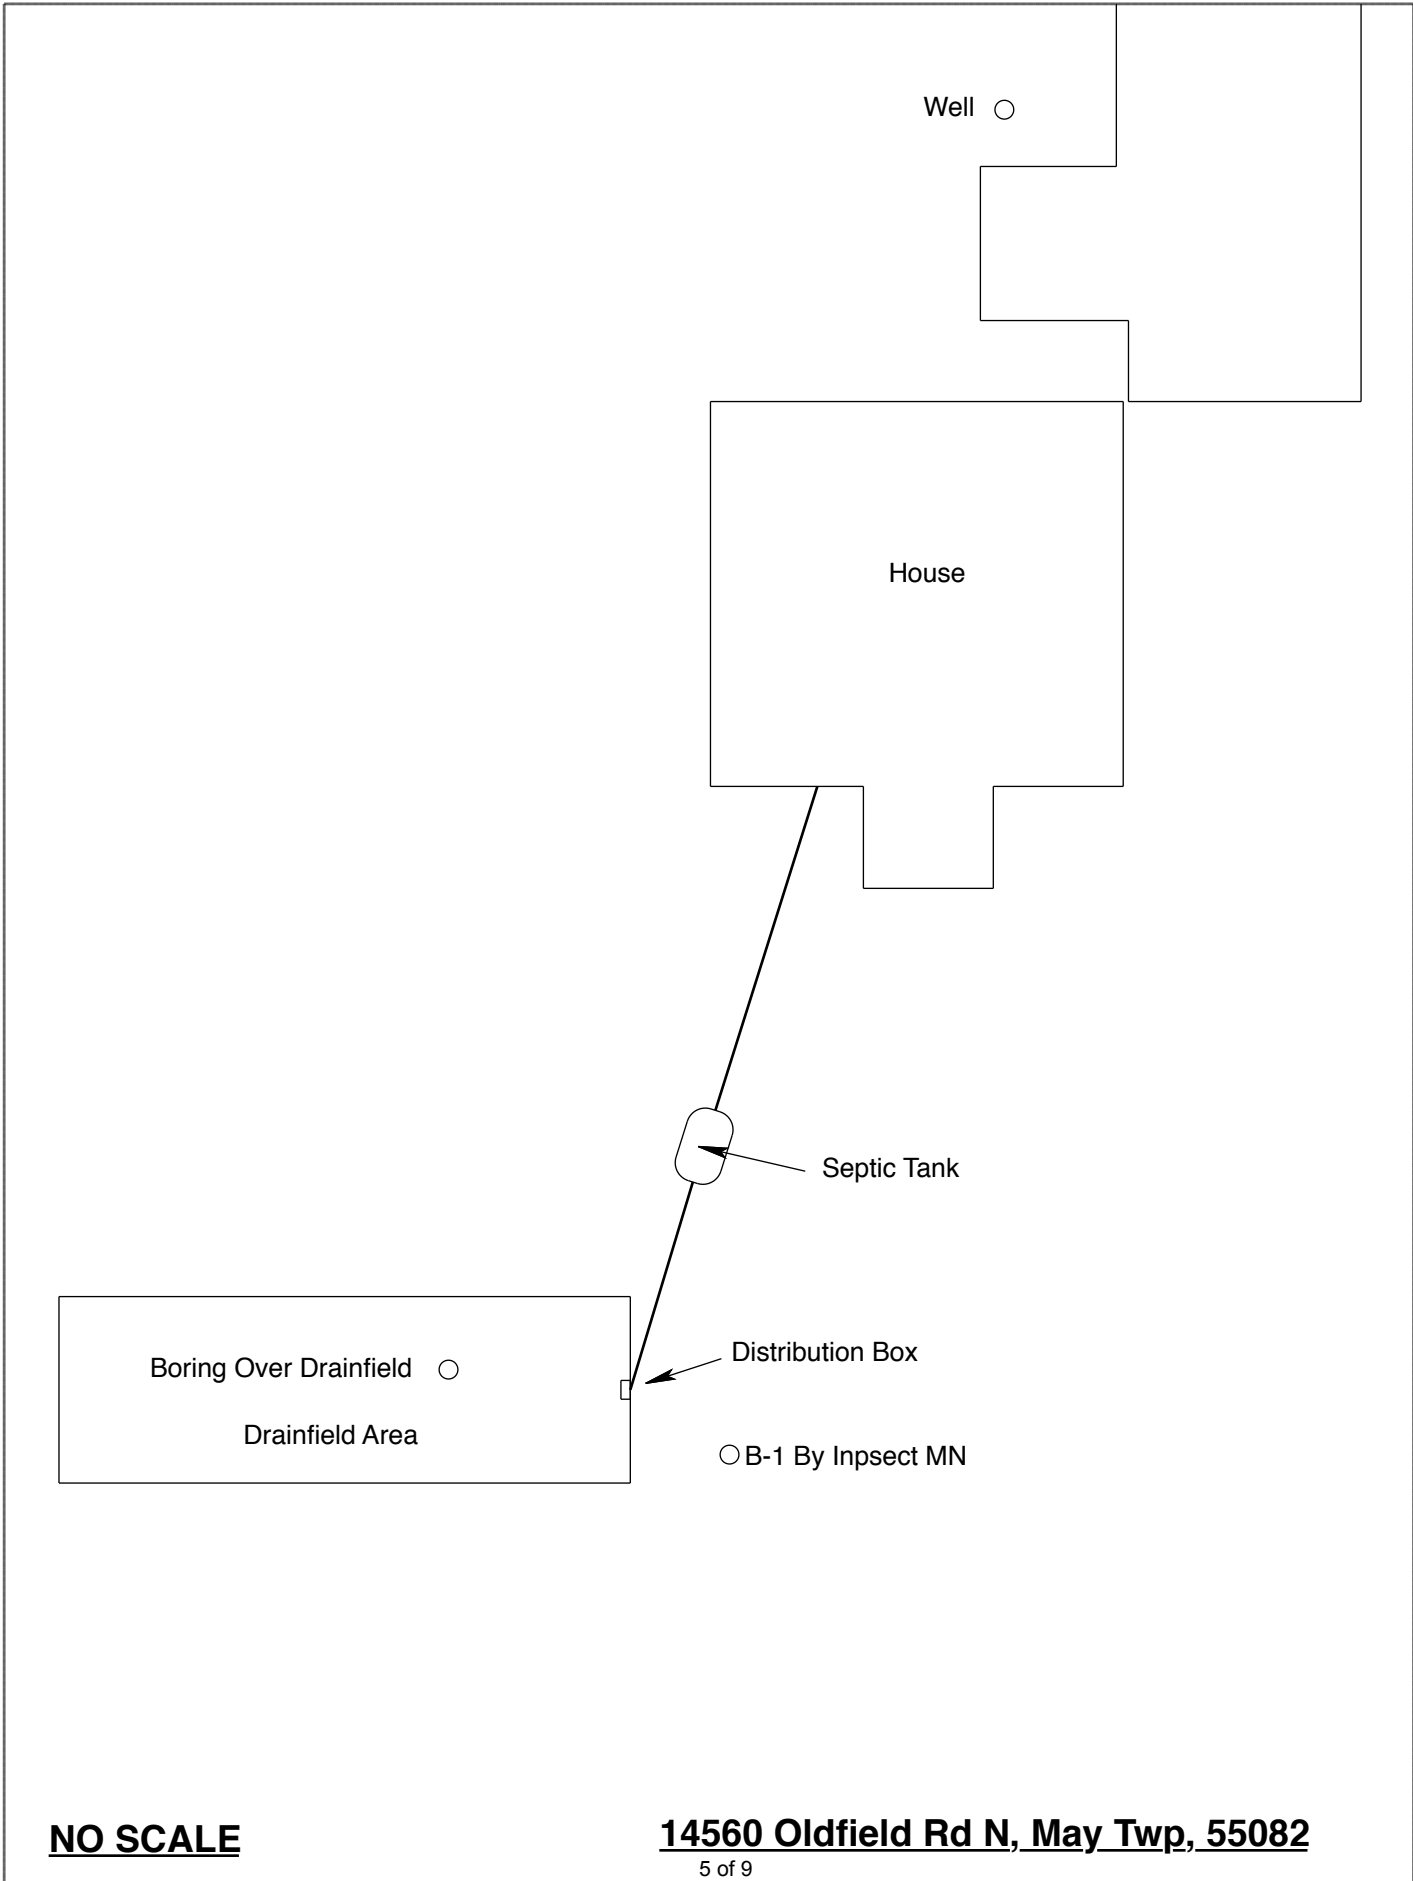 Well
House
Septic Tank
Distribution Box
Boring Over Drainfield
Drainfield Area
B-1 By Inpsect MN
NO SCALE
14560 Oldfield Rd N, May Twp, 55082
5 of 9